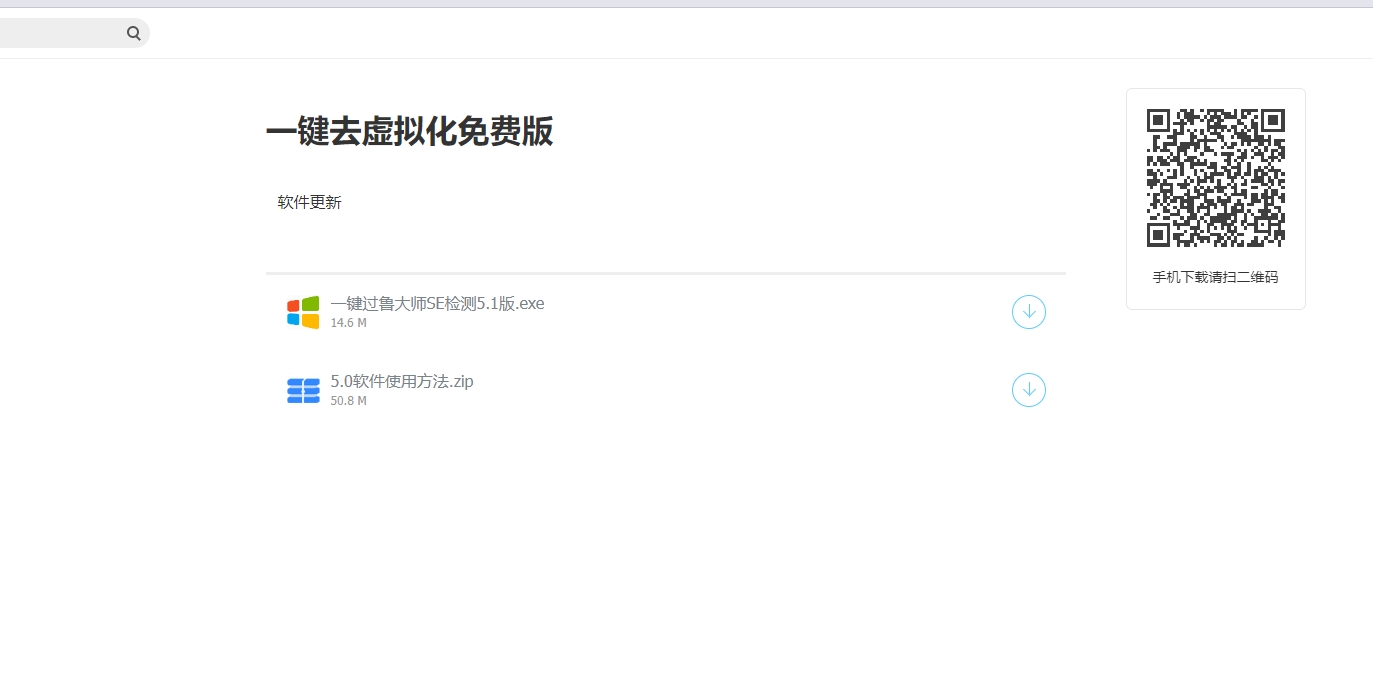 一键去虚拟化免费版
软件更新
一键过鲁大师SE检测5.1版.exe
14.6 M
5.0软件使用方法.zip
50.8 M
手机下载请扫二维码